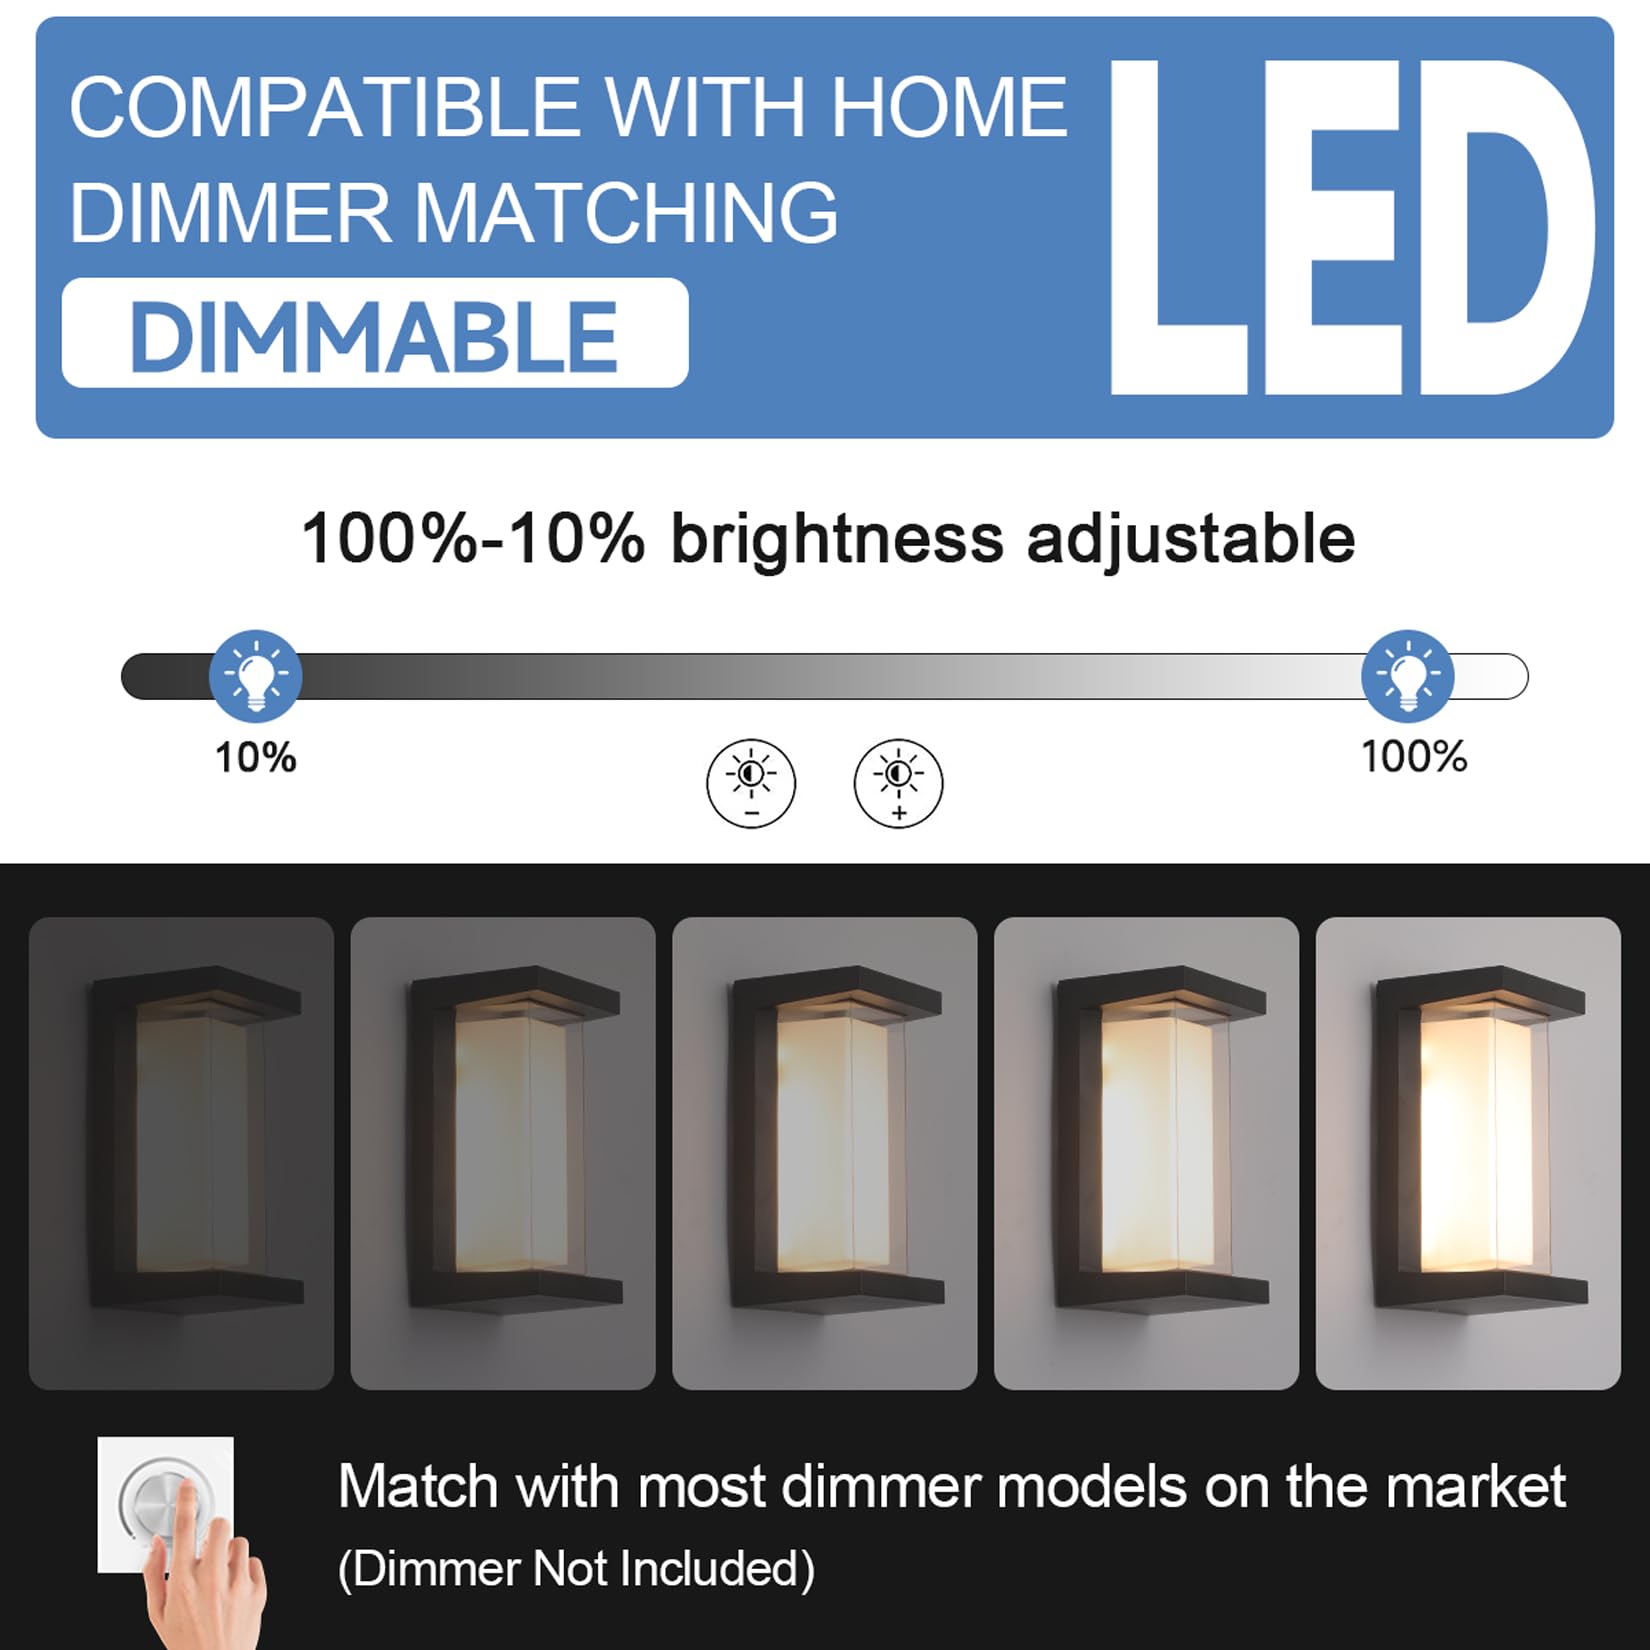 COMPATIBLE WITH HOME
DIMMER MATCHING
DIMMABLE
LED
100%-10% brightness adjustable
10%
100%
-
+
Match with most dimmer models on the market
(Dimmer Not Included)